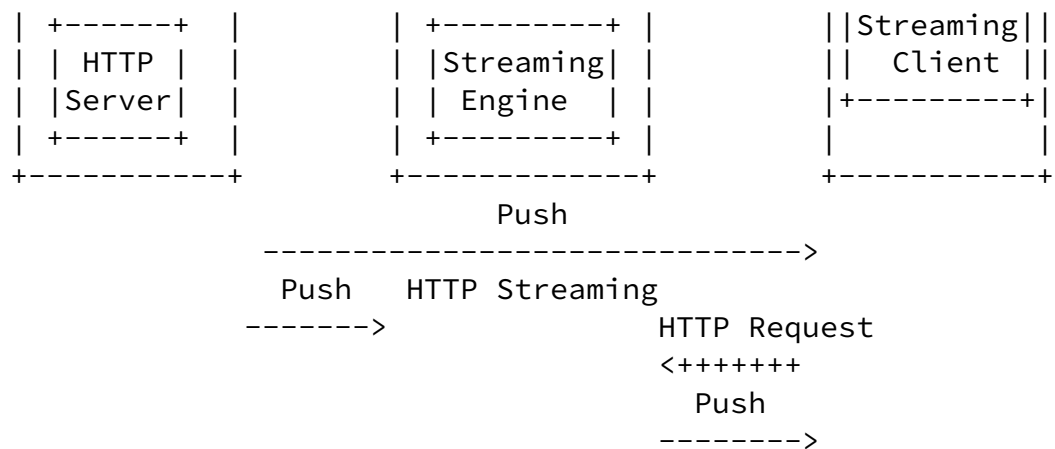 |  +------+   |          |  +---------+  |          ||Streaming||
|  | HTTP |   |          |  |Streaming|  |          ||  Client ||
|  |Server|   |          |  | Engine  |  |          |+---------+|
|  +------+   |          |  +---------+  |          |           |
+-----------+          +-------------+          +-----------+
Push
------------------------------>
Push   HTTP Streaming
------->               HTTP Request
<+++++++
Push
-------->